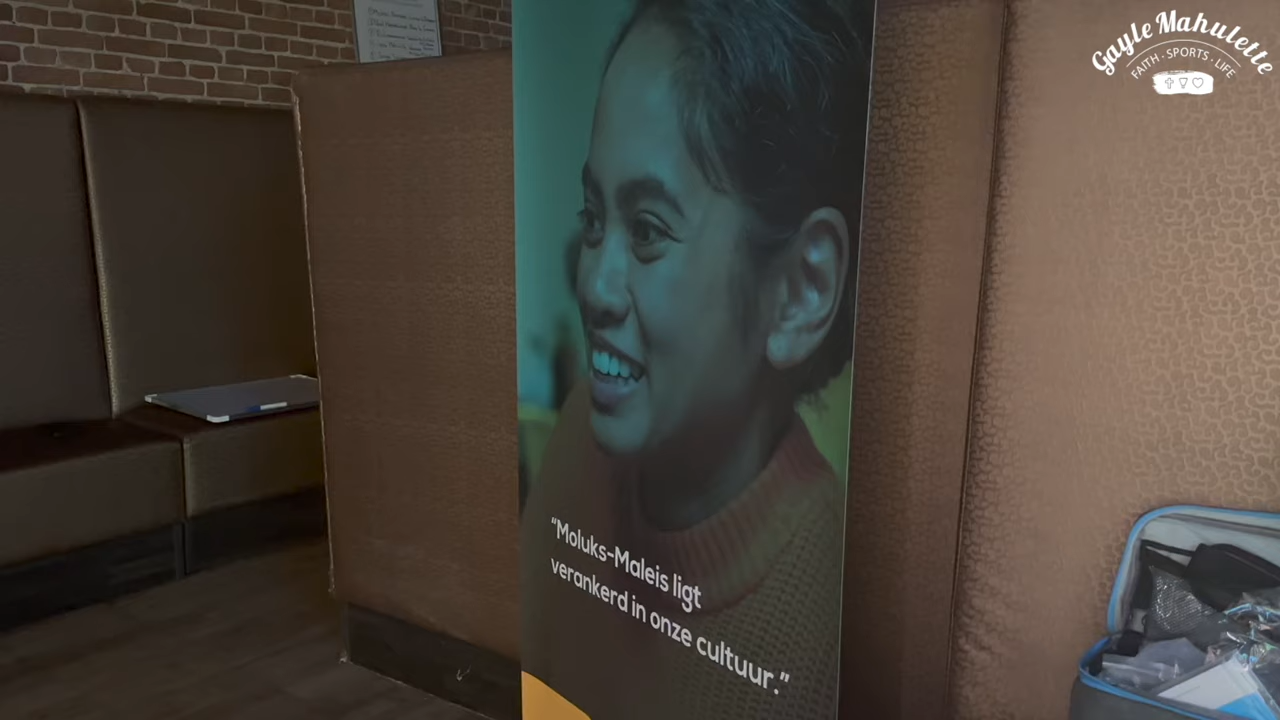 Gayle Mahulette
FAITH · SPORTS · LIFE
“Moluks-Maleis ligt
verankerd in onze cultuur.”